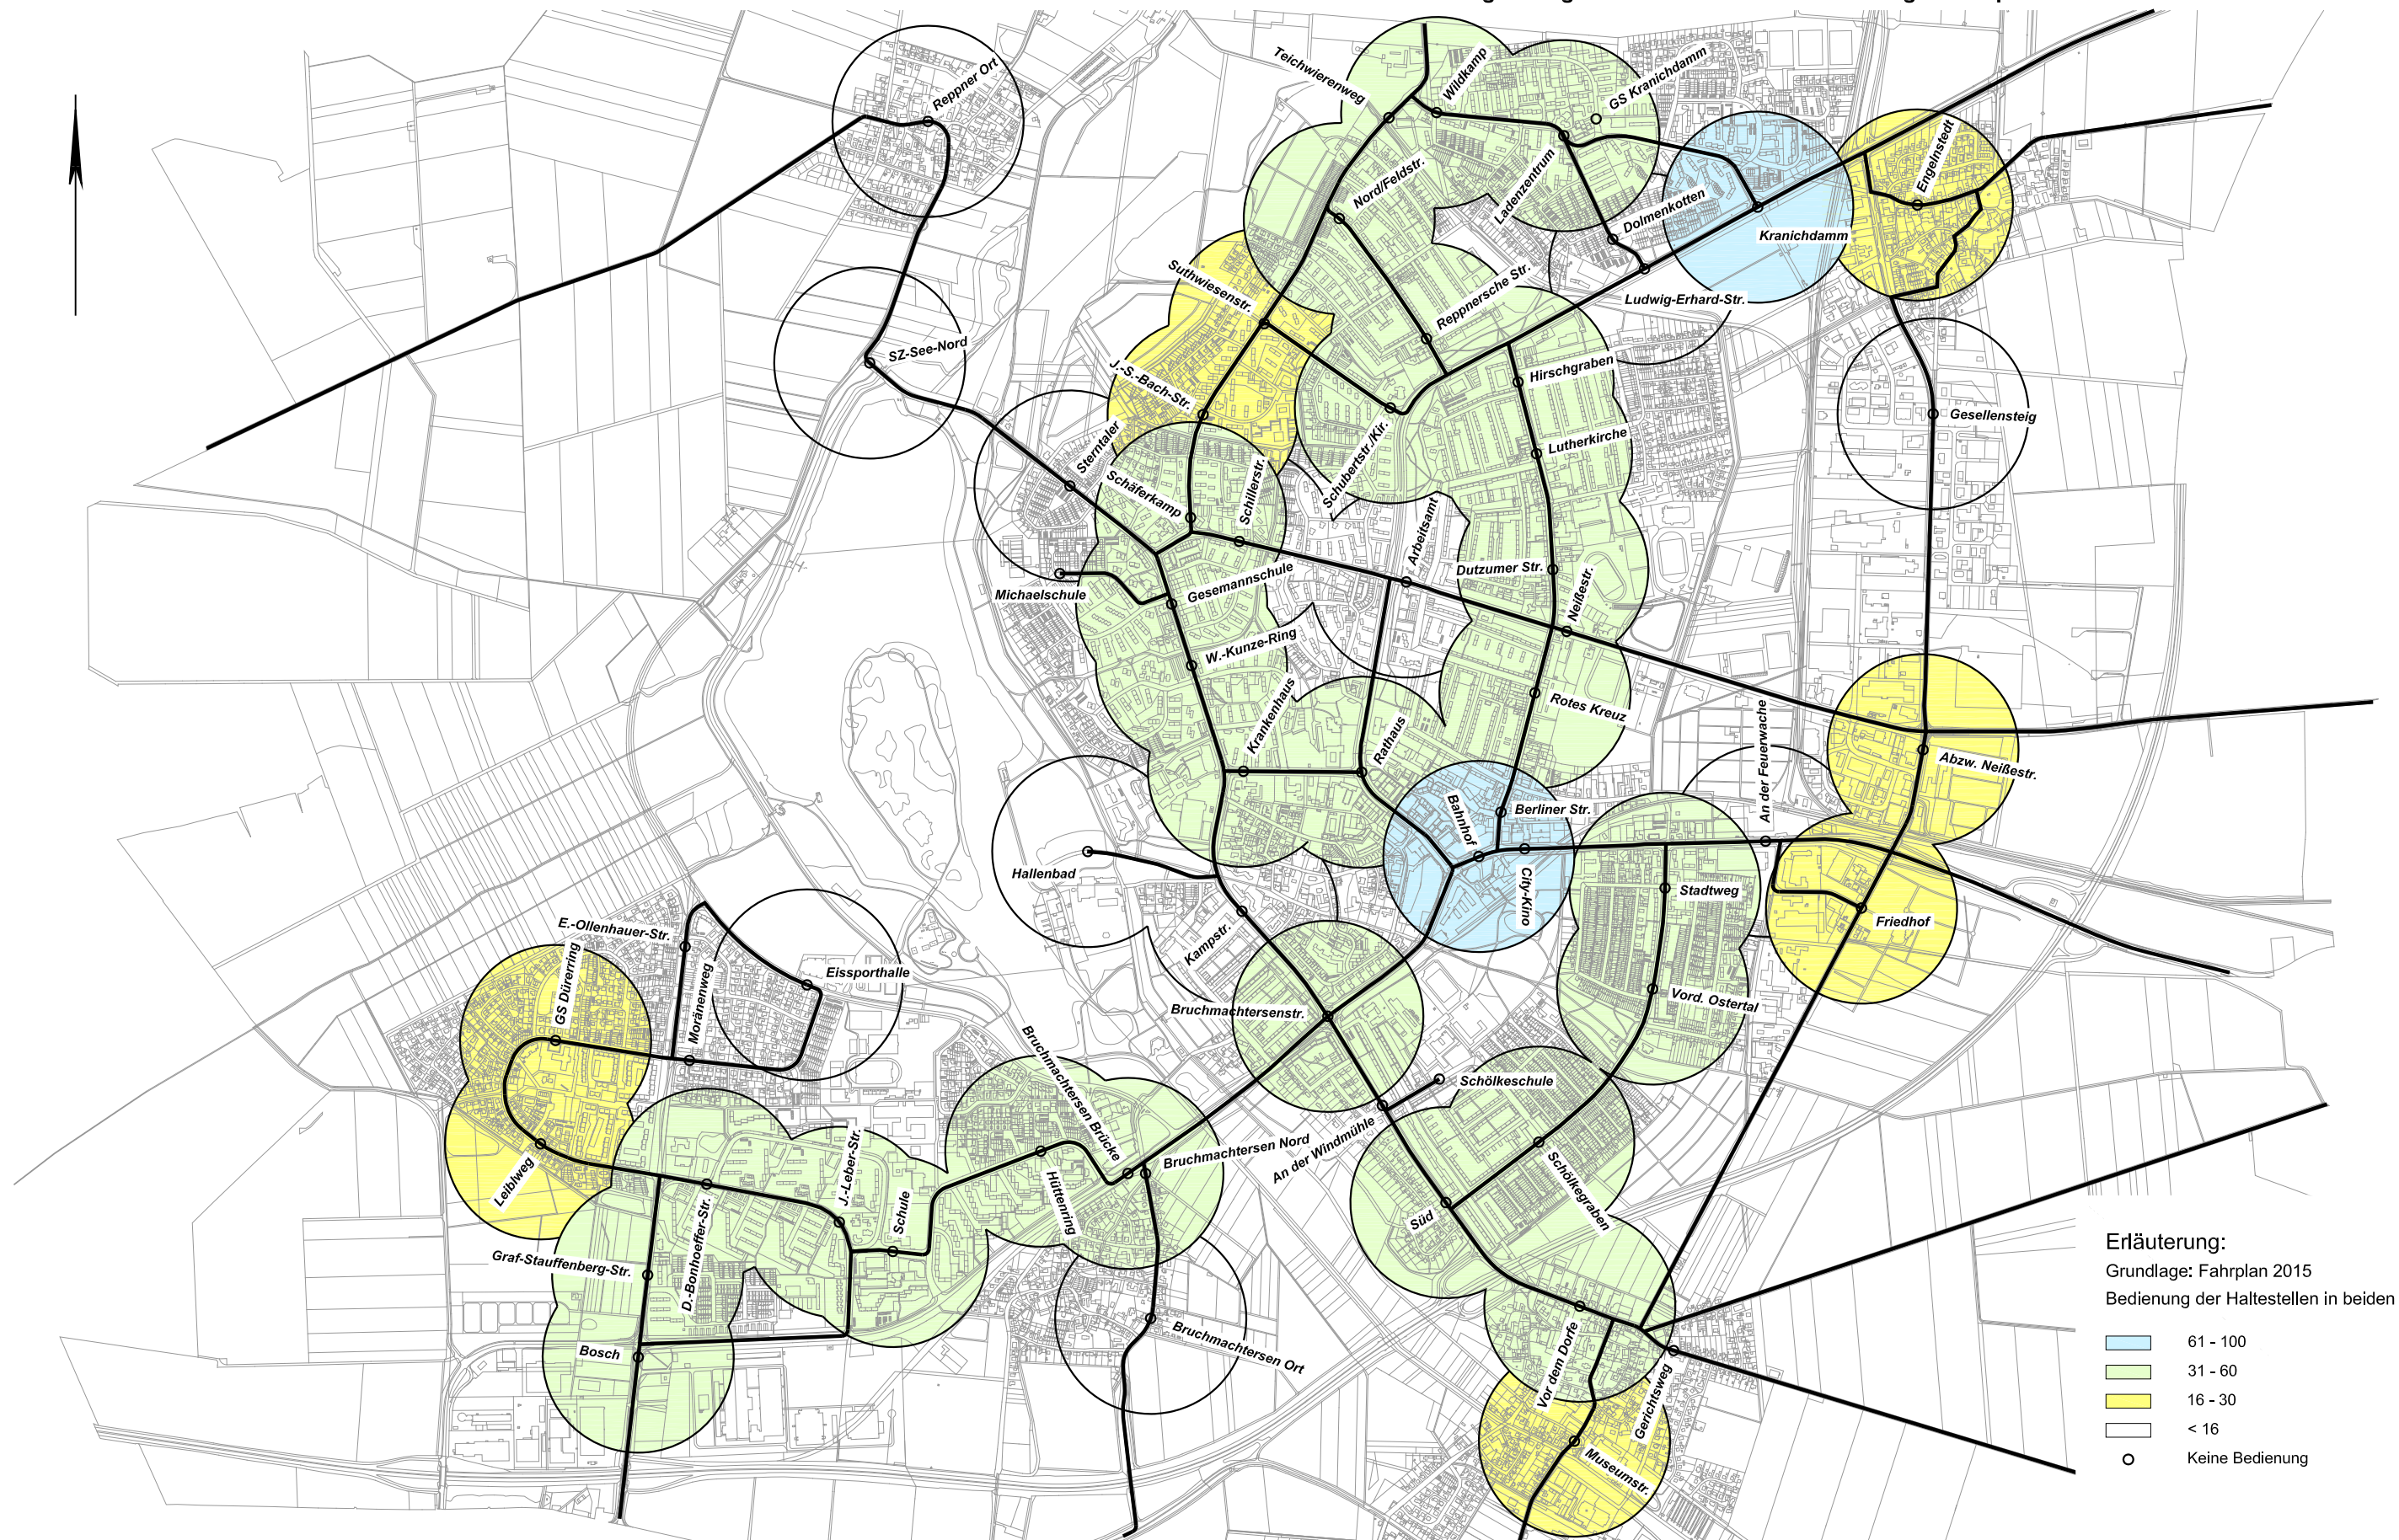 Reppner Ort
Teichwierenweg
Wildkamp
GS Kranichdamm
Nord/Feldstr.
Ladenzentrum
Dolmenkotten
Engelnstedt
Kranichdamm
Suthwiesenstr.
Reppnersche Str.
Ludwig-Erhard-Str.
SZ-See-Nord
J.-S.-Bach-Str.
Hirschgraben
Gesellensteig
Sterntaler
Schäferkamp
Schillerstr.
Schubertstr./Kir.
Lutherkirche
Arbeitsamt
Michaelschule
Gesemannschule
Dutzumer Str.
Neißestr.
W.-Kunze-Ring
Krankenhaus
Rathaus
Rotes Kreuz
An der Feuerwache
Abzw. Neißestr.
Bahnhof
Berliner Str.
Hallenbad
City-Kino
Stadtweg
Friedhof
E.-Ollenhauer-Str.
GS Dürerring
Moränenweg
Eissporthalle
Kampstr.
Bruchmachtersenstr.
Vord. Ostertal
Bruchmachtersen Brücke
Schölkeschule
An der Windmühle
Bruchmachtersen Nord
Leiblweg
J.-Leber-Str.
Schule
Hüttenring
Süd
Schölkegraben
Graf-Stauffenberg-Str.
D.-Bonhoeffer-Str.
Bosch
Bruchmachtersen Ort
Vor dem Dorfe
Gerichtsweg
Museumstr.
Erläuterung:
Grundlage: Fahrplan 2015
Bedienung der Haltestellen in beiden
61 - 100
31 - 60
16 - 30
< 16
Keine Bedienung